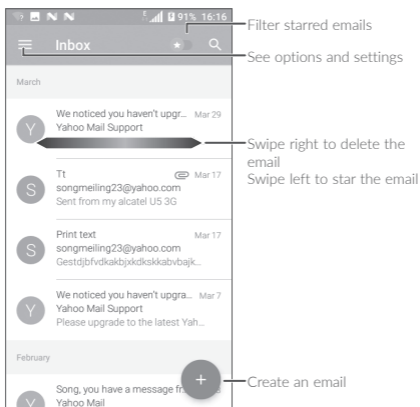 91% 16:16
Inbox
Filter starred emails
See options and settings
March
We noticed you haven't upgr... Mar 29
Yahoo Mail Support
Y
Swipe right to delete the
email
Swipe left to star the email
Tt Mar 17
S
songmeiling23@yahoo.com
Sent from my alcatel U5 3G
Print text Mar 17
S
songmeiling23@yahoo.com
Gestdjbfvdkakbjxkdkskkabvbajk...
We noticed you haven't upgra... Mar 7
Y
Yahoo Mail Support
Please upgrade to the latest Yah...
February
Create an email
Song, you have a message fr
Y
Yahoo Mail